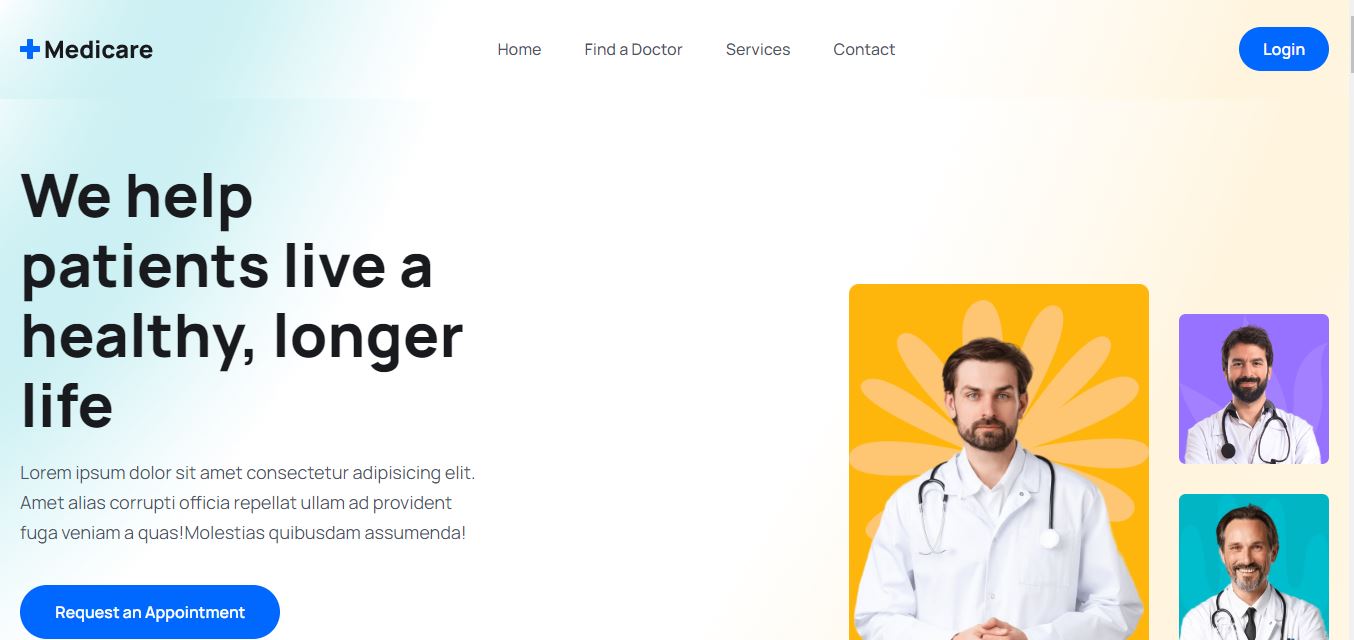 Medicare
Home
Find a Doctor
Services
Contact
Login
We help
patients live a
healthy, longer
life
Lorem ipsum dolor sit amet consectetur adipisicing elit.
Amet alias corrupti officia repellat ullam ad provident
fuga veniam a quas!Molestias quibusdam assumenda!
Request an Appointment